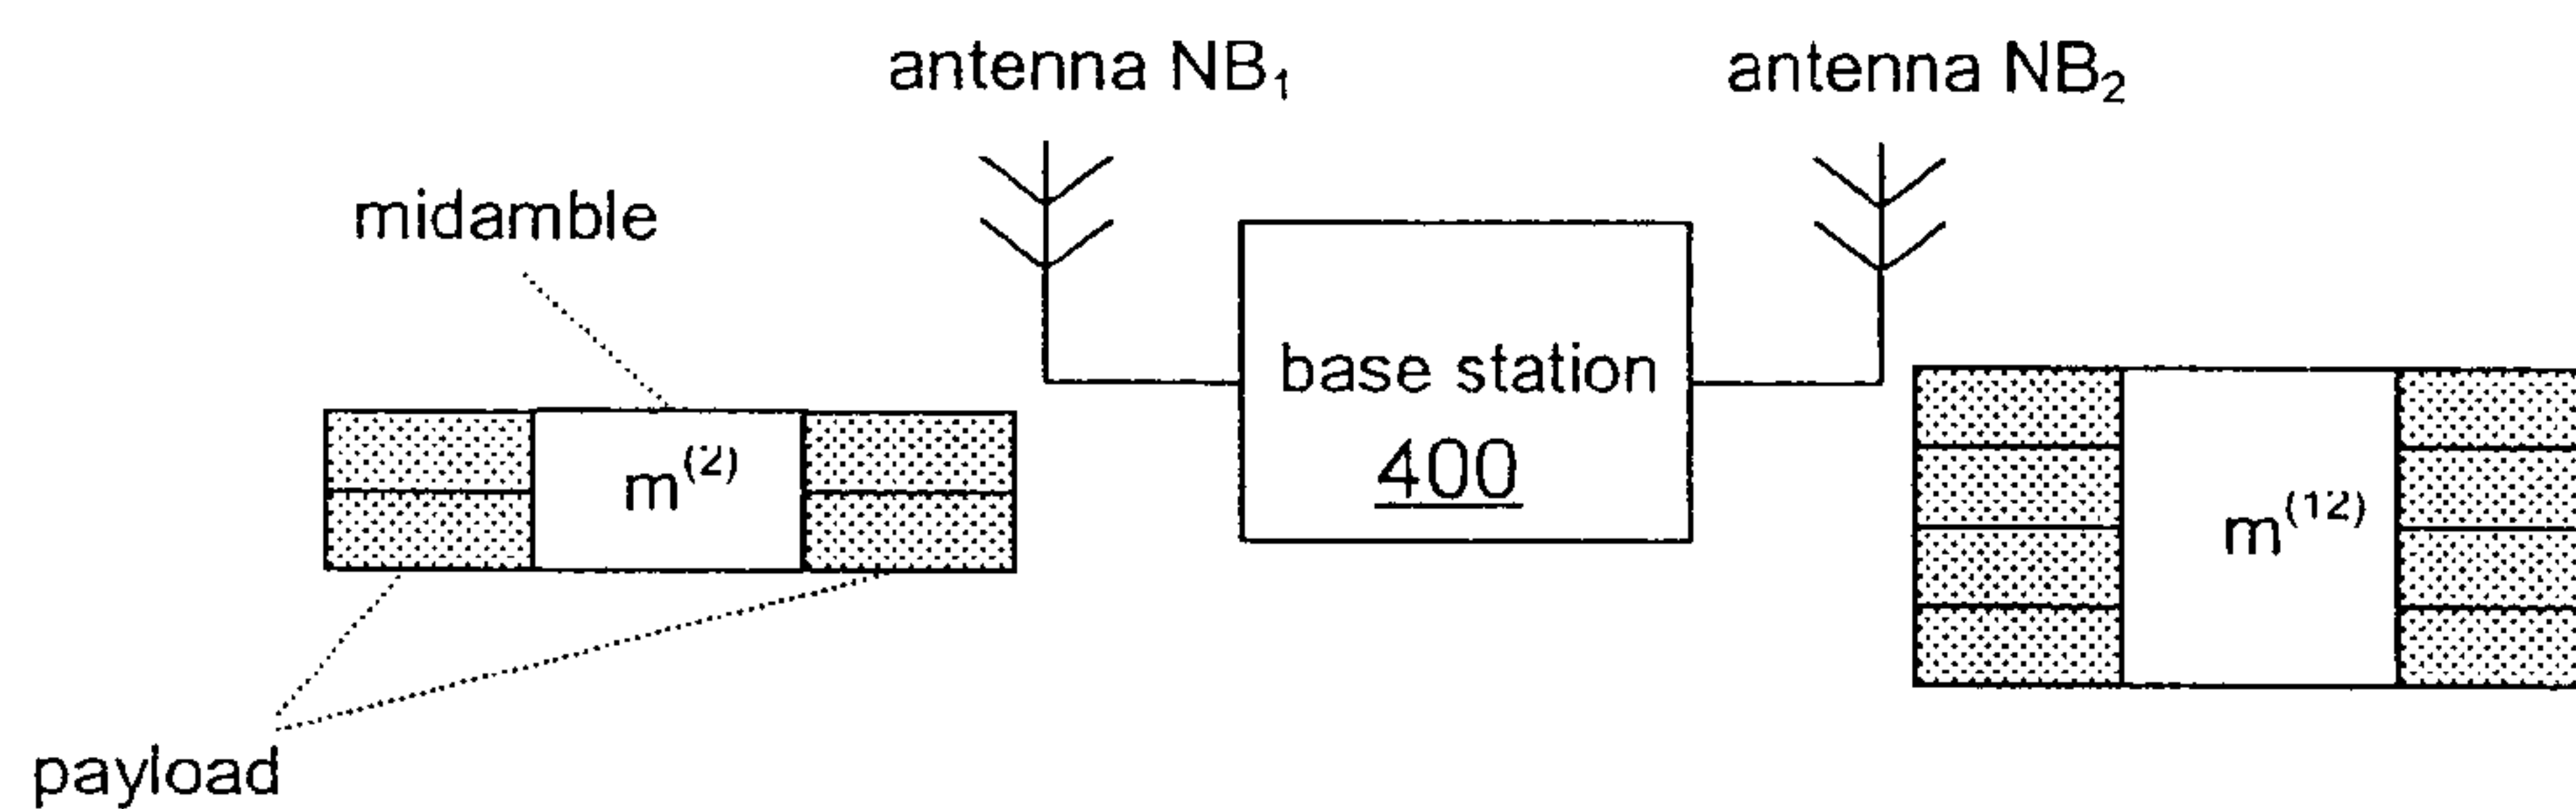 antenna NB₁
antenna NB₂
midamble
base station
400
m⁽²⁾
m⁽¹²⁾
payload